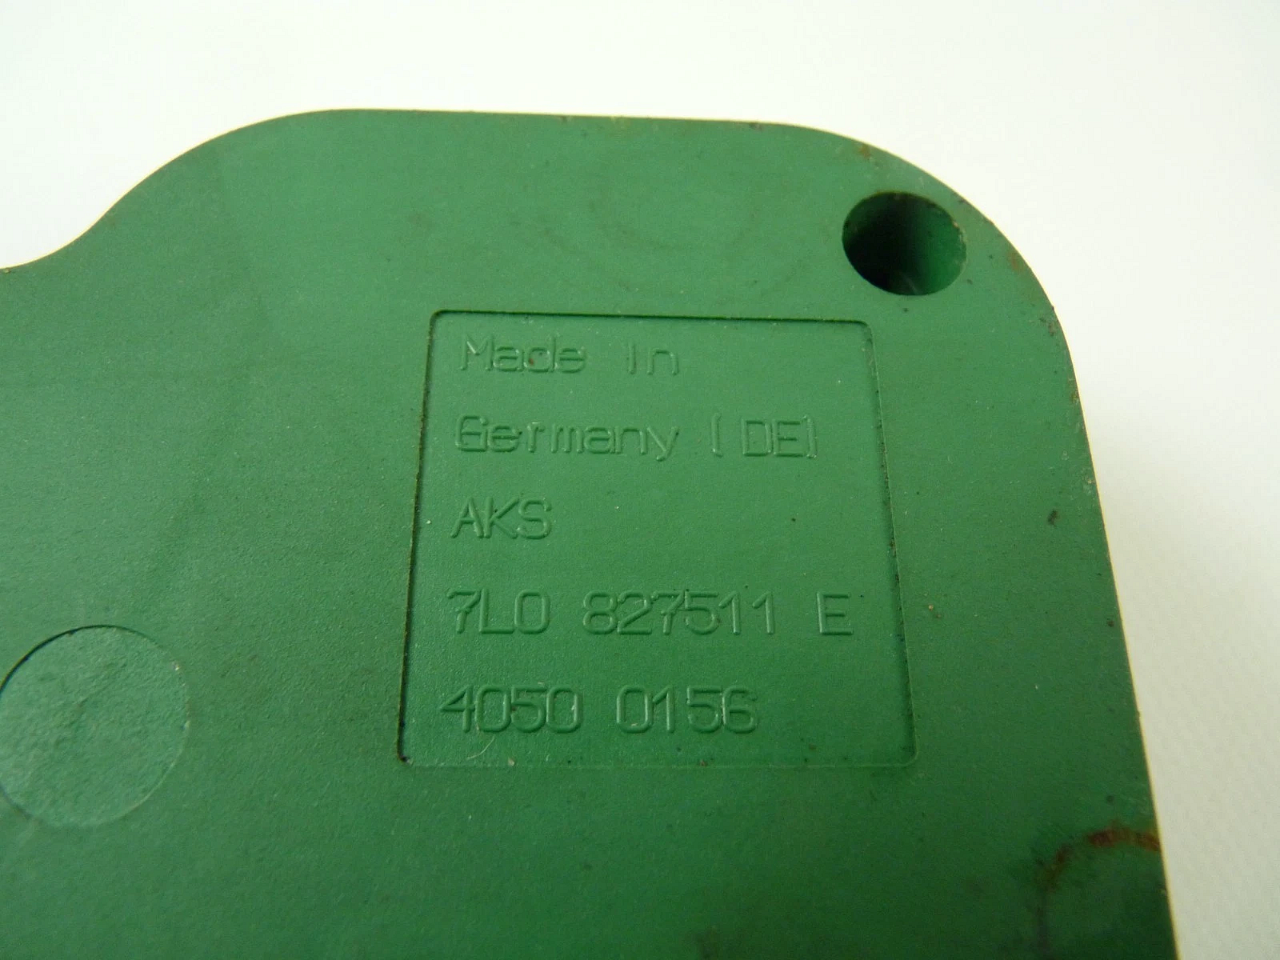 Made In
Germany (DE)
AKS
7L0 827511 E
4050 0156